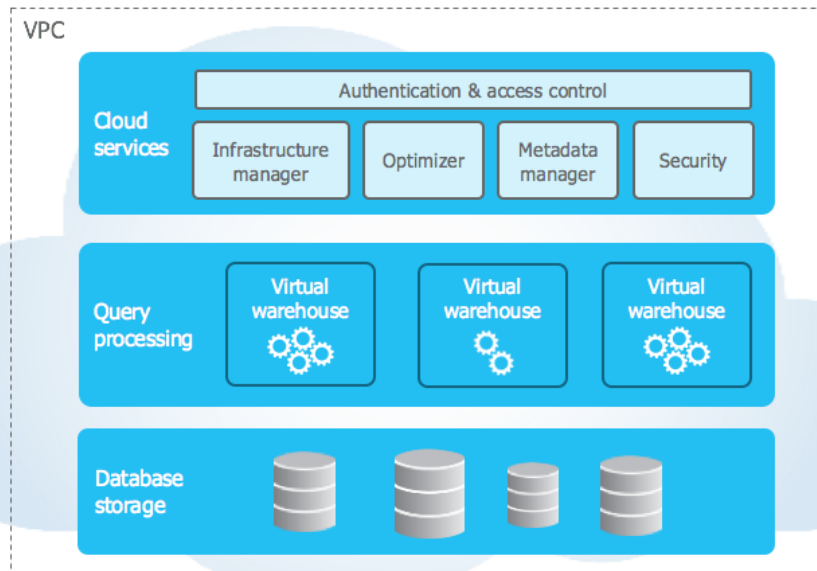 VPC
Authentication & access control
Cloud
services
Infrastructure
manager
Optimizer
Metadata
manager
Security
Query
processing
Virtual
warehouse
Virtual
warehouse
Virtual
warehouse
Database
storage